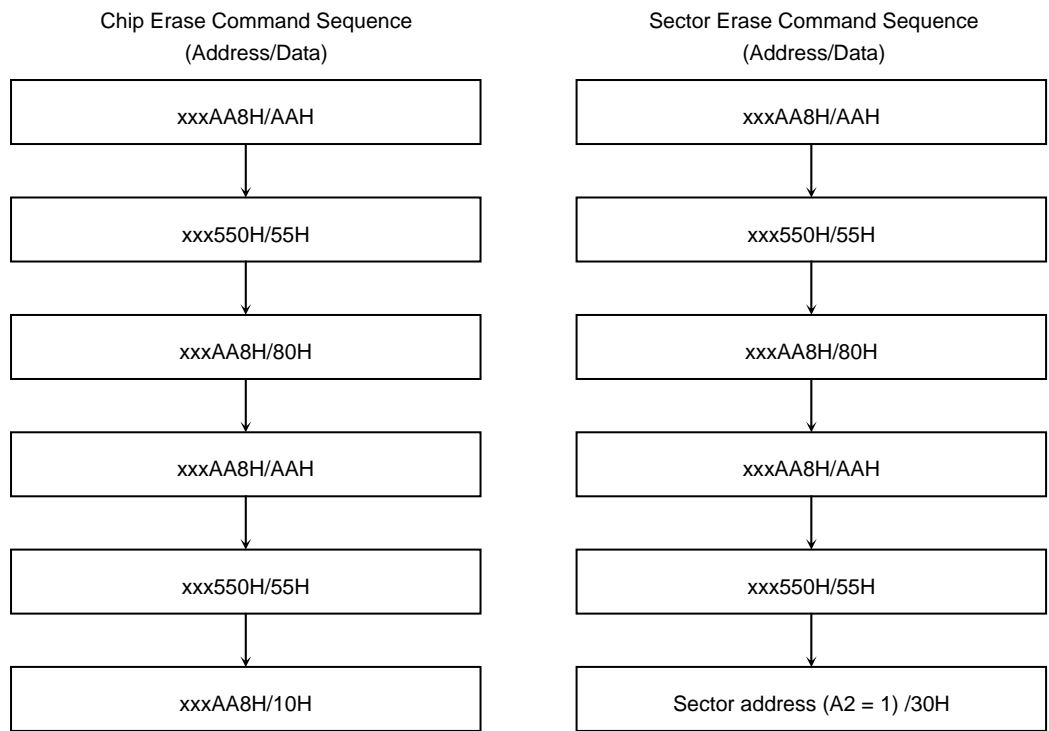 Chip Erase Command Sequence
(Address/Data)
xxxAA8H/AAH
xxx550H/55H
xxxAA8H/80H
xxxAA8H/AAH
xxx550H/55H
xxxAA8H/10H
Sector Erase Command Sequence
(Address/Data)
xxxAA8H/AAH
xxx550H/55H
xxxAA8H/80H
xxxAA8H/AAH
xxx550H/55H
Sector address (A2 = 1) /30H